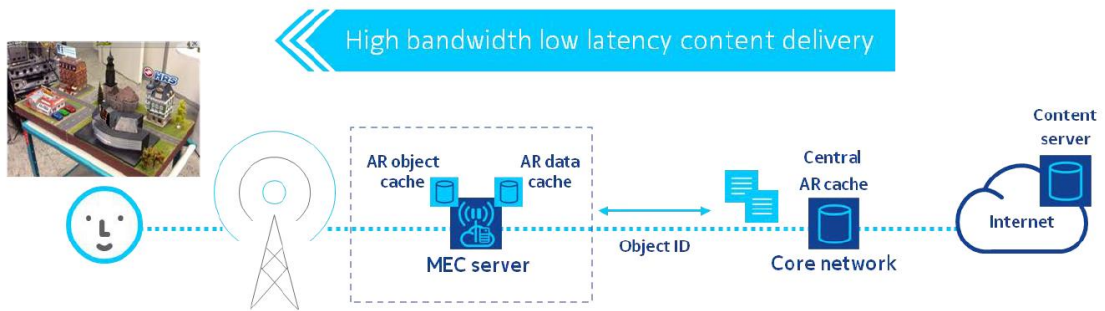 High bandwidth low latency content delivery
AR object
cache
AR data
cache
MEC server
Object ID
Central
AR cache
Core network
Content
server
Internet